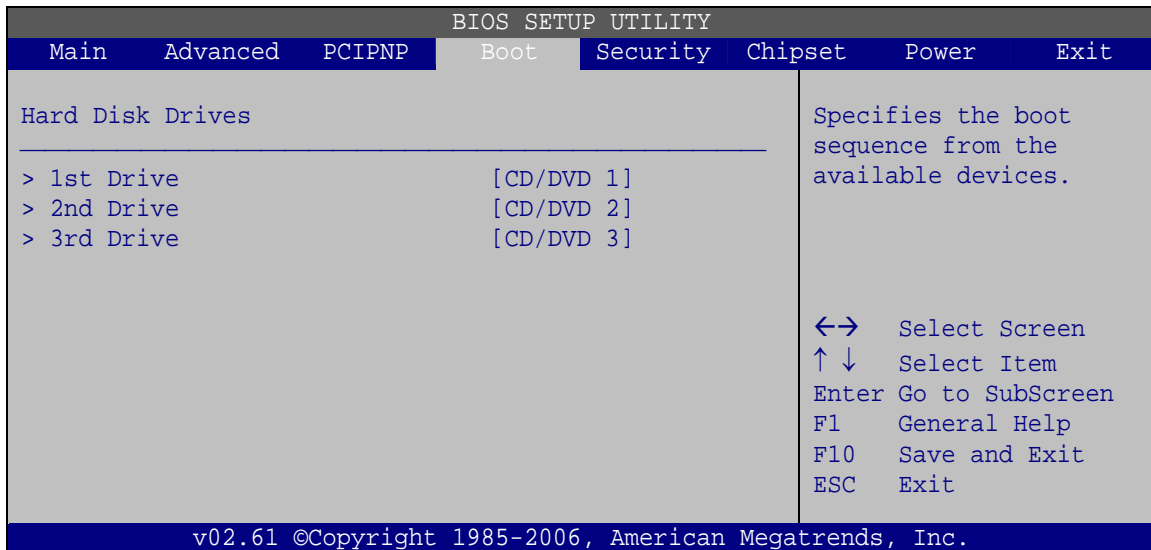 BIOS SETUP UTILITY
Main Advanced PCIPNP Boot Security Chipset Power Exit
Hard Disk Drives
> 1st Drive [CD/DVD 1]
> 2nd Drive [CD/DVD 2]
> 3rd Drive [CD/DVD 3]
Specifies the boot
sequence from the
available devices.
←→ Select Screen
↑ ↓ Select Item
Enter Go to SubScreen
F1 General Help
F10 Save and Exit
ESC Exit
v02.61 ©Copyright 1985-2006, American Megatrends, Inc.